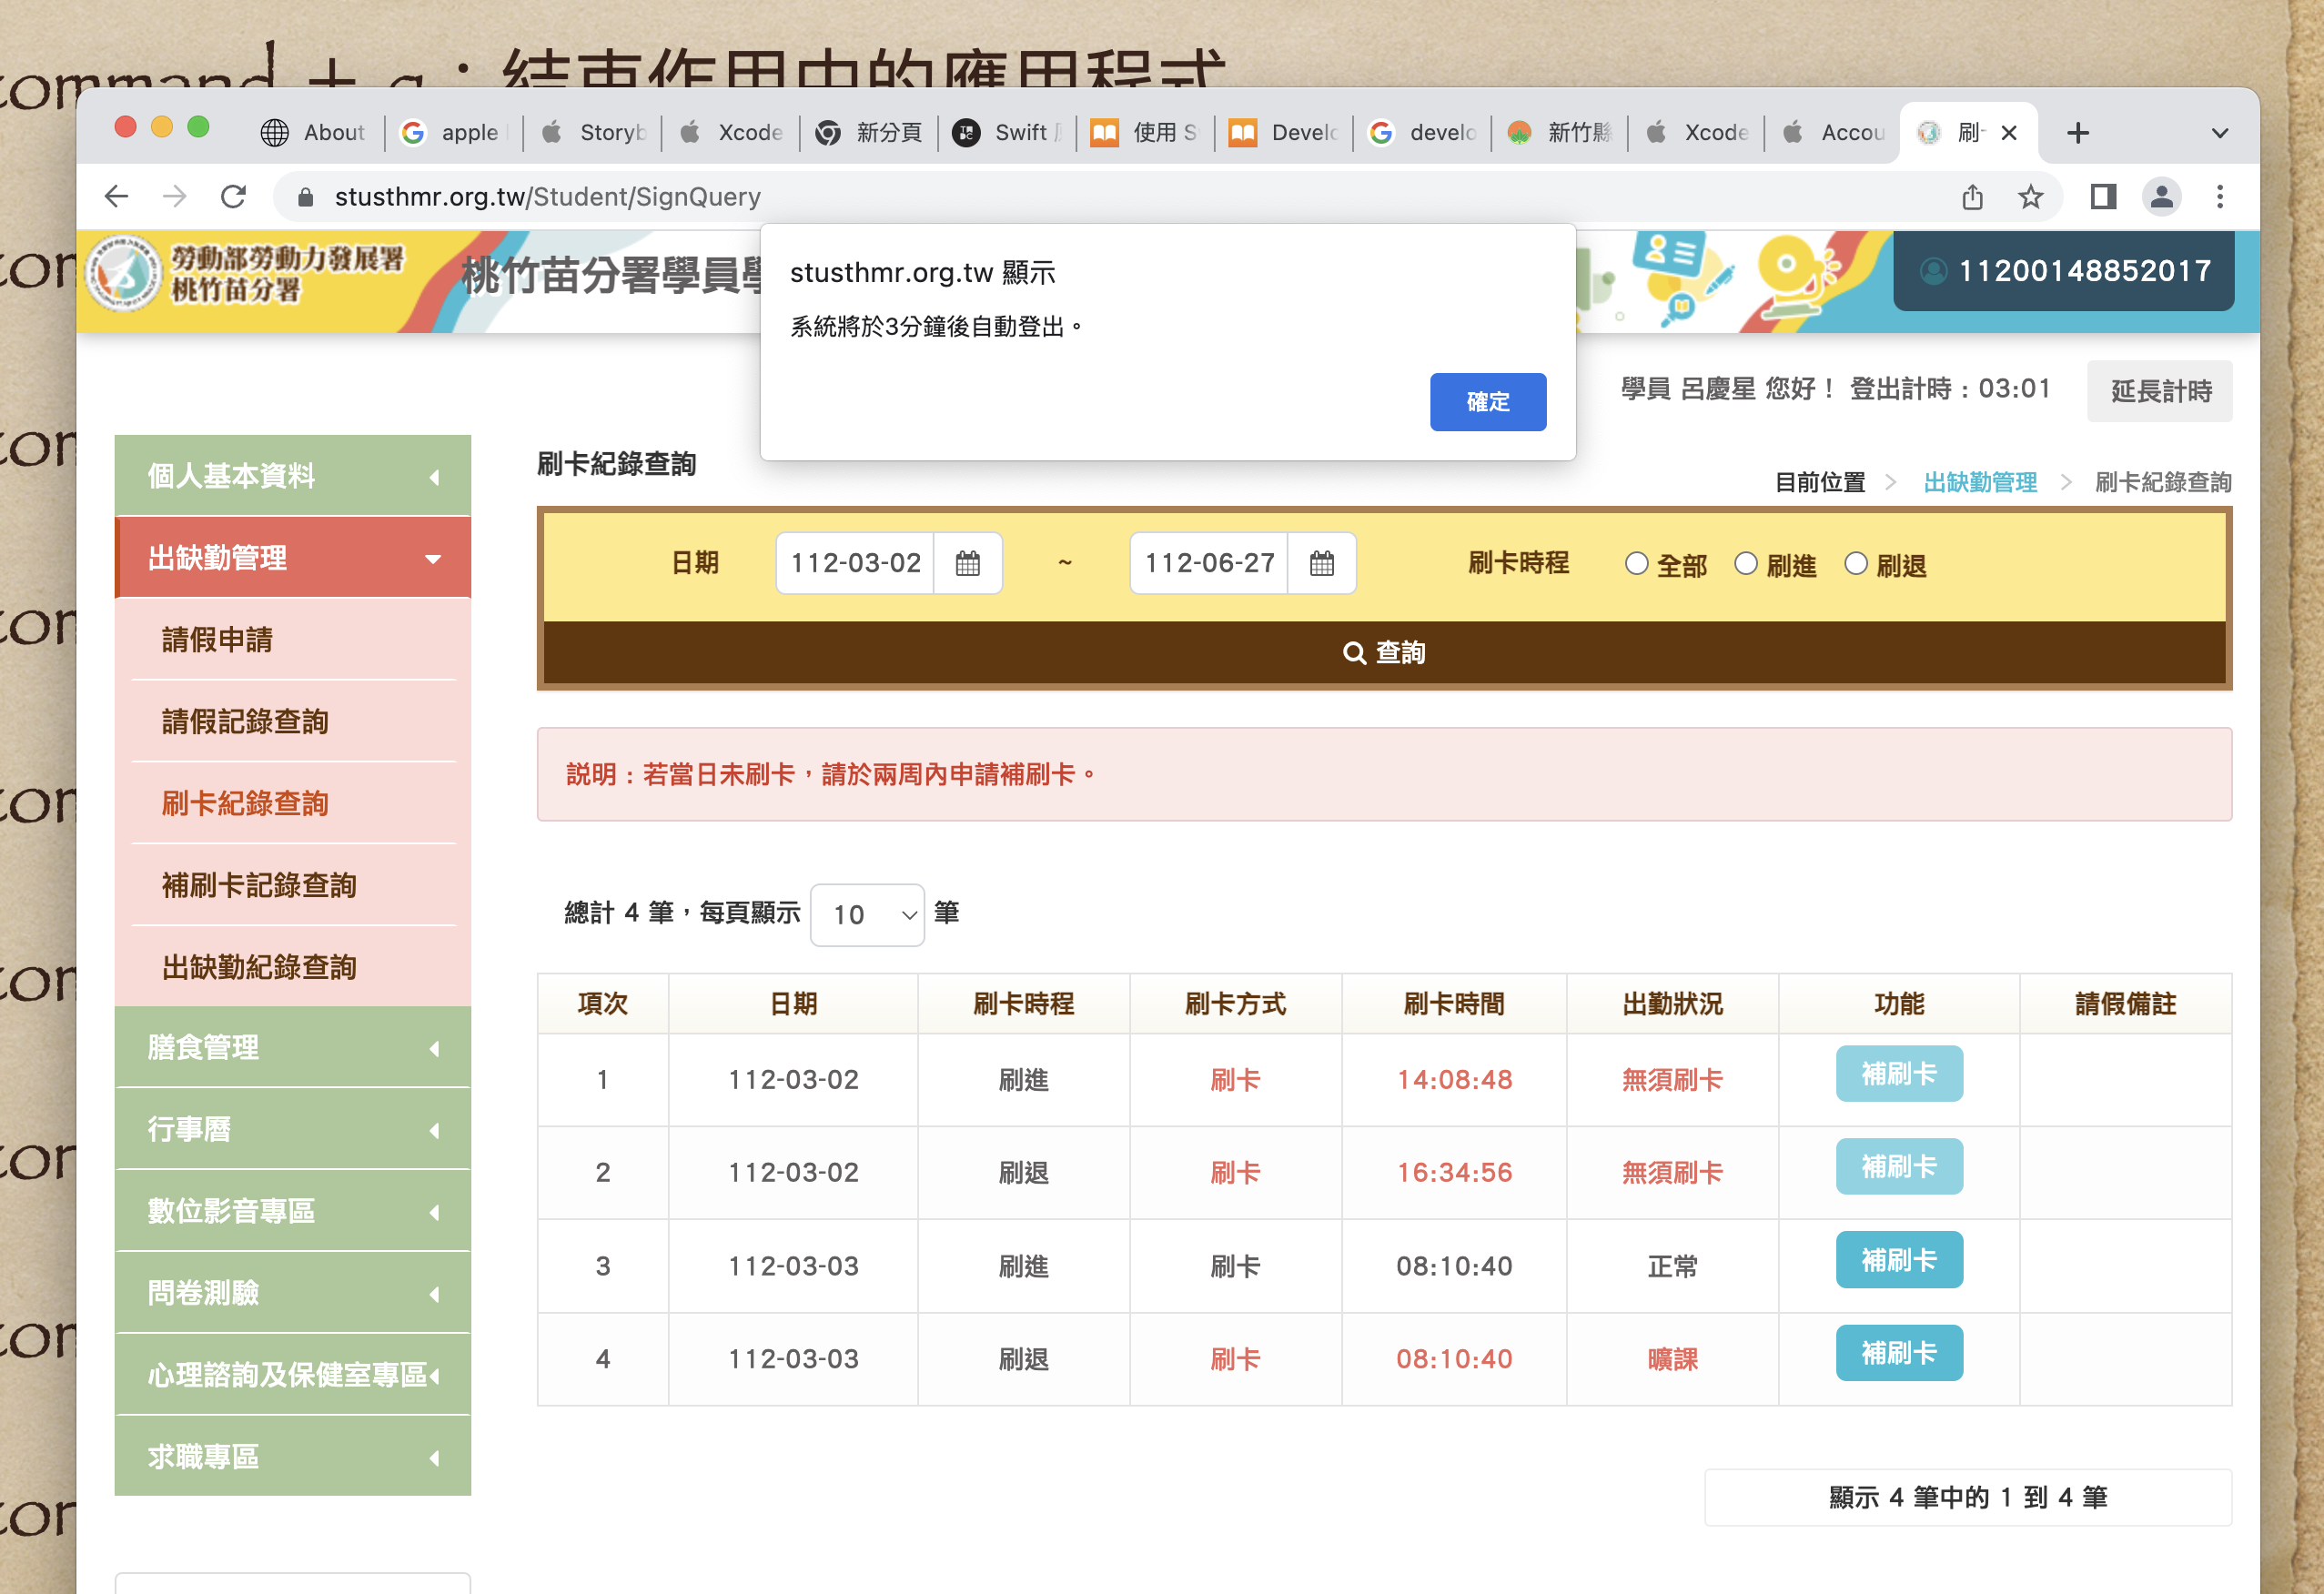 command + q：結束作用中的應用程式
About
apple
Storyb
Xcode
新分頁
Swift
使用 S
Develo
develo
新竹縣
Xcode
Accou
刷
stusthmr.org.tw/Student/SignQuery
勞動部勞動力發展署
桃竹苗分署
桃竹苗分署學員學
11200148852017
stusthmr.org.tw 顯示
系統將於3分鐘後自動登出。
確定
學員 呂慶星 您好！ 登出計時：03:01
延長計時
個人基本資料
出缺勤管理
請假申請
請假記錄查詢
刷卡紀錄查詢
補刷卡記錄查詢
出缺勤紀錄查詢
膳食管理
行事曆
數位影音專區
問卷測驗
心理諮詢及保健室專區
求職專區
刷卡紀錄查詢
目前位置 > 出缺勤管理 > 刷卡紀錄查詢
日期 112-03-02 ~ 112-06-27 刷卡時程 全部 刷進 刷退
查詢
説明：若當日未刷卡，請於兩周內申請補刷卡。
總計 4 筆，每頁顯示 10 筆
項次 日期 刷卡時程 刷卡方式 刷卡時間 出勤狀況 功能 請假備註
1 112-03-02 刷進 刷卡 14:08:48 無須刷卡 補刷卡
2 112-03-02 刷退 刷卡 16:34:56 無須刷卡 補刷卡
3 112-03-03 刷進 刷卡 08:10:40 正常 補刷卡
4 112-03-03 刷退 刷卡 08:10:40 曠課 補刷卡
顯示 4 筆中的 1 到 4 筆